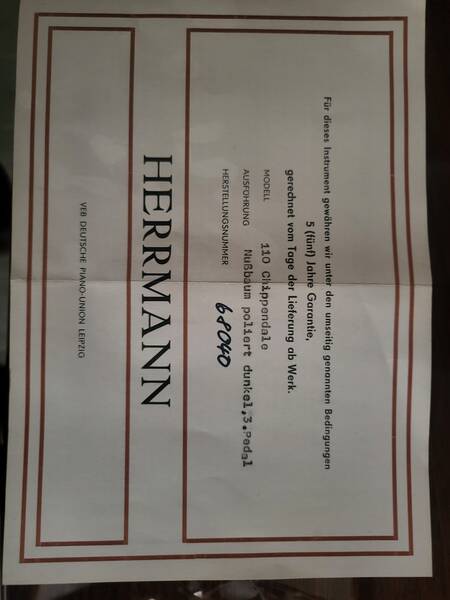 Für dieses Instrument gewähren wir unter den umseitig genannten Bedingungen
5 (fünf) Jahre Garantie,
gerechnet vom Tage der Lieferung ab Werk.
MODELL 110 Chippendale
AUSFÜHRUNG Nußbaum poliert dunkel,3.Pedal
HERSTELLUNGSNUMMER 68040
HERRMANN
VEB DEUTSCHE PIANO-UNION LEIPZIG